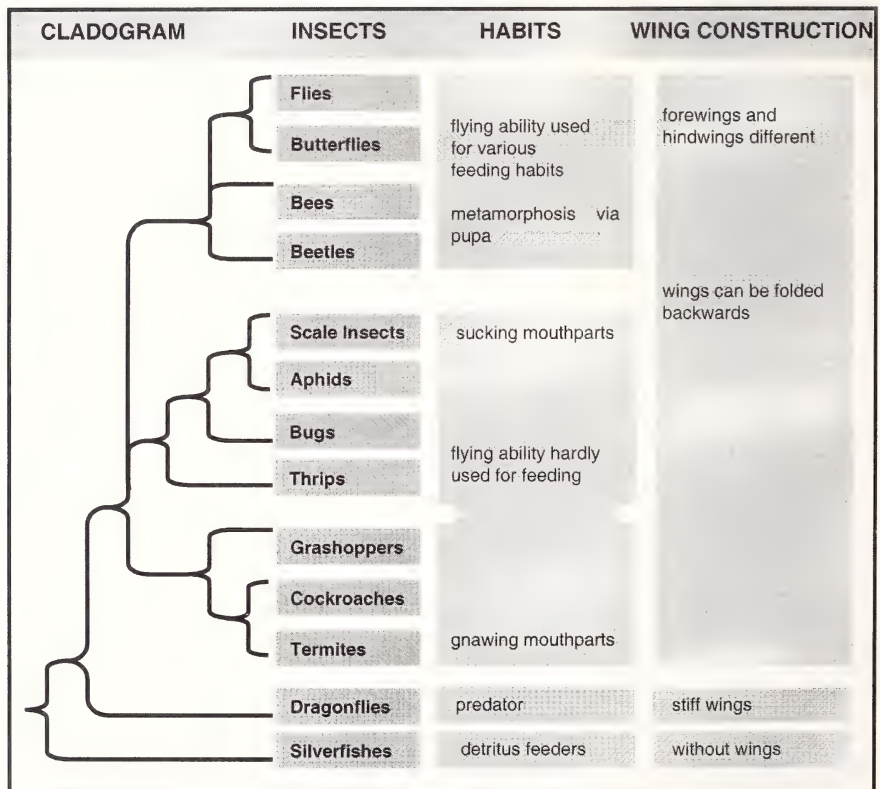 CLADOGRAM INSECTS HABITS WING CONSTRUCTION
Flies
Butterflies
Bees
Beetles
flying ability used
for various
feeding habits
metamorphosis via
pupa
forewings and
hindwings different
wings can be folded
backwards
Scale Insects
Aphids
Bugs
Thrips
sucking mouthparts
flying ability hardly
used for feeding
Grashoppers
Cockroaches
Termites
gnawing mouthparts
Dragonflies predator stiff wings
Silverfishes detritus feeders without wings